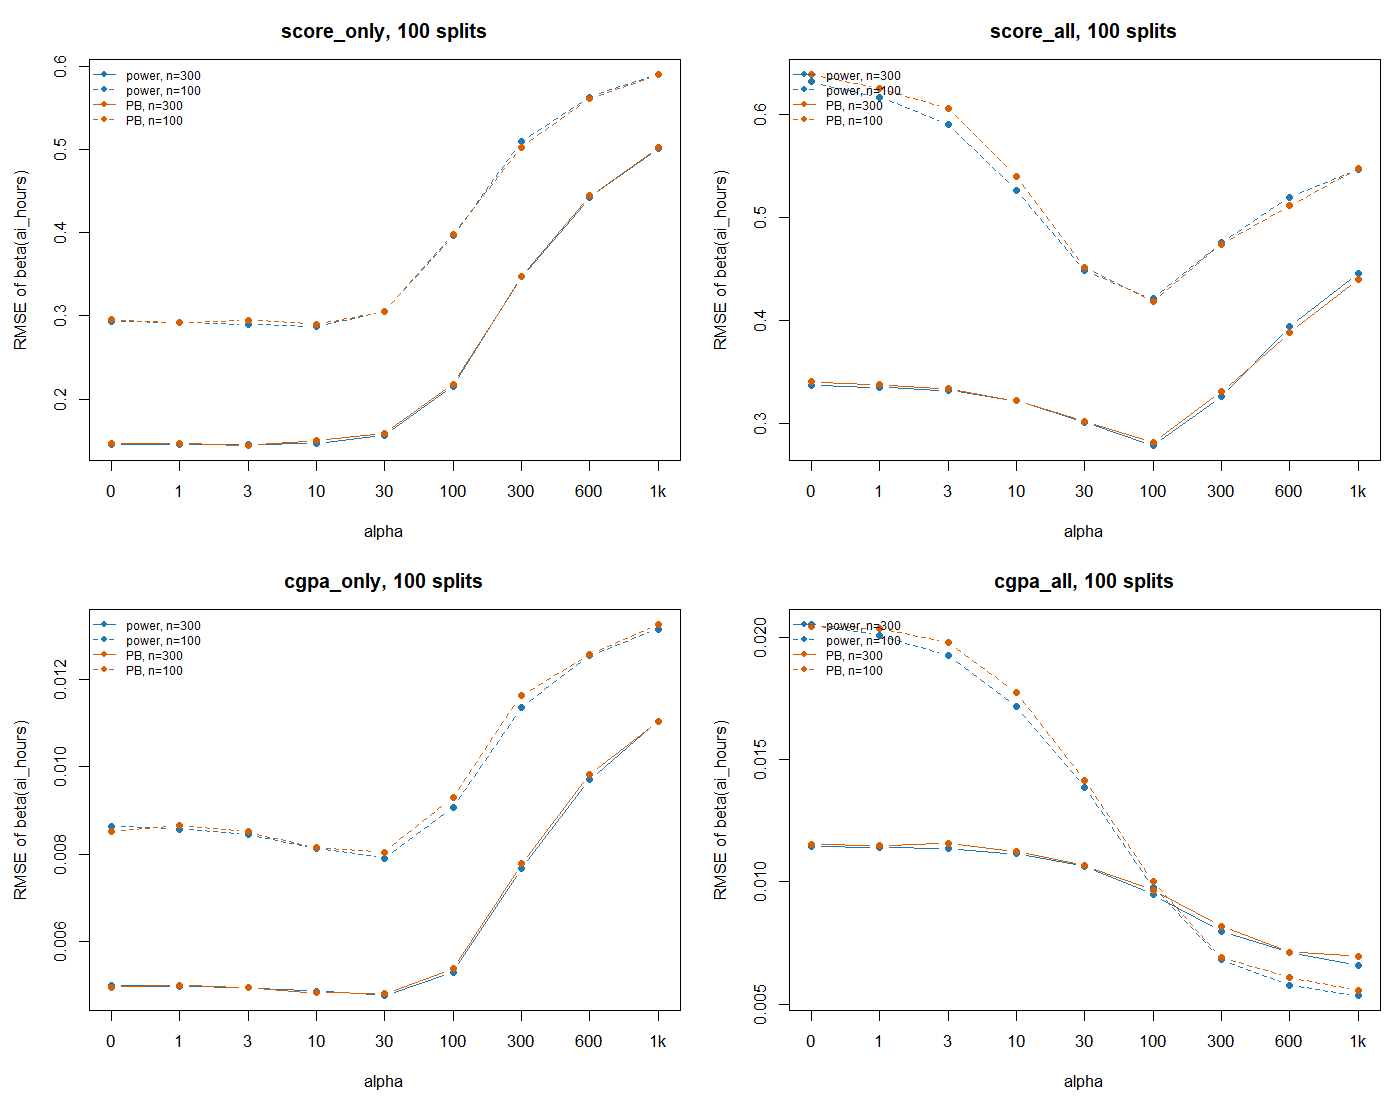 score_only, 100 splits
power, n=300
power, n=100
PB, n=300
PB, n=100
RMSE of beta(ai_hours)
0.6
0.5
0.4
0.3
0.2
0 1 3 10 30 100 300 600 1k
alpha
score_all, 100 splits
power, n=300
power, n=100
PB, n=300
PB, n=100
RMSE of beta(ai_hours)
0.6
0.5
0.4
0.3
0 1 3 10 30 100 300 600 1k
alpha
cgpa_only, 100 splits
power, n=300
power, n=100
PB, n=300
PB, n=100
RMSE of beta(ai_hours)
0.012
0.010
0.008
0.006
0 1 3 10 30 100 300 600 1k
alpha
cgpa_all, 100 splits
power, n=300
power, n=100
PB, n=300
PB, n=100
RMSE of beta(ai_hours)
0.020
0.015
0.010
0.005
0 1 3 10 30 100 300 600 1k
alpha